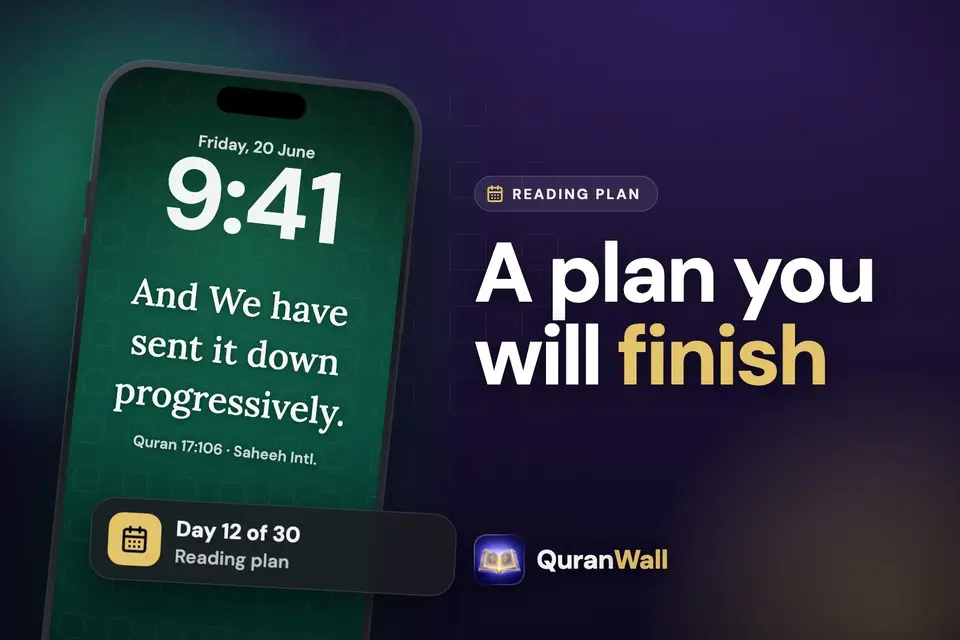 Friday, 20 June
9:41
And We have
sent it down
progressively.
Quran 17:106 · Saheeh Intl.
Day 12 of 30
Reading plan
READING PLAN
A plan you
will finish
QuranWall